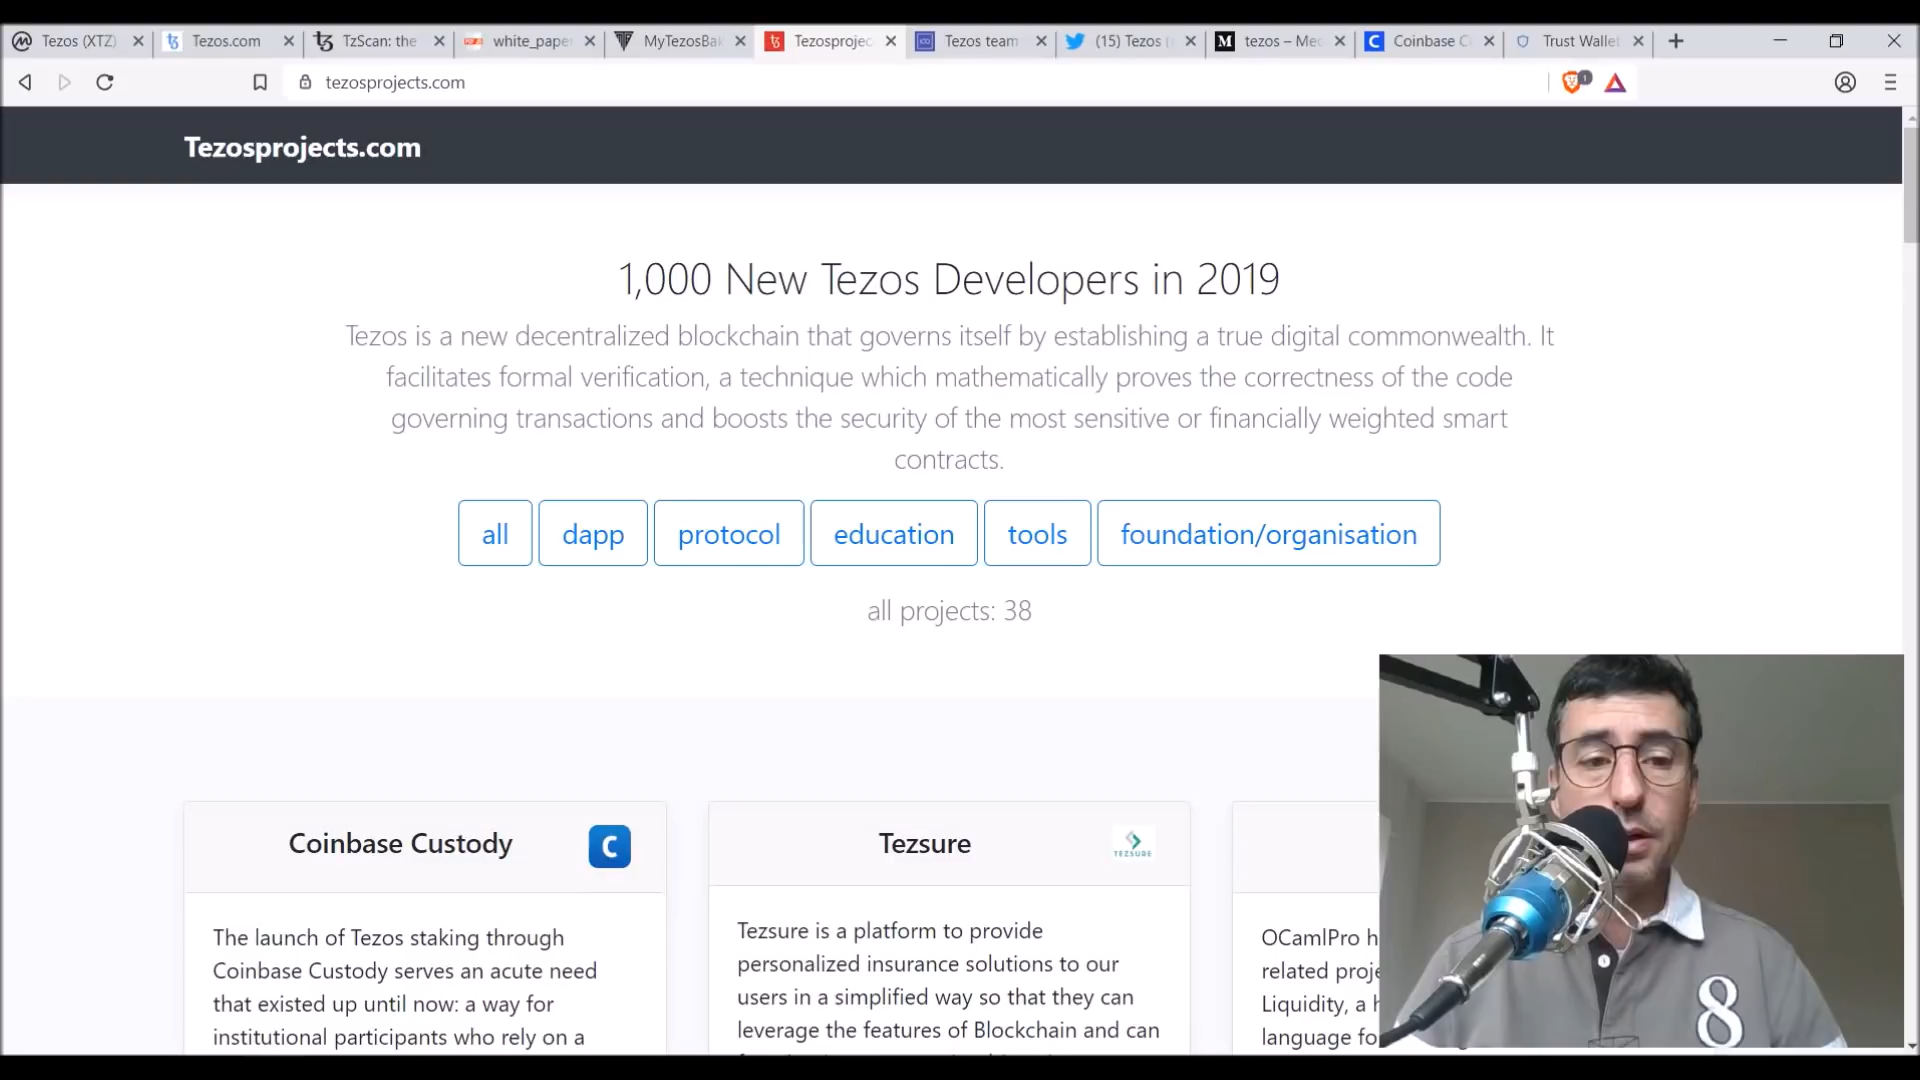 Tezos (XTZ)
Tezos.com
TzScan: the
white_pape
MyTezosBa
Tezosprojec
Tezos team
(15) Tezos (
tezos – Me
Coinbase C
Trust Wallet
tezosprojects.com
1
Tezosprojects.com
1,000 New Tezos Developers in 2019
Tezos is a new decentralized blockchain that governs itself by establishing a true digital commonwealth. It
facilitates formal verification, a technique which mathematically proves the correctness of the code
governing transactions and boosts the security of the most sensitive or financially weighted smart
contracts.
all
dapp
protocol
education
tools
foundation/organisation
all projects: 38
Coinbase Custody
C
The launch of Tezos staking through
Coinbase Custody serves an acute need
that existed up until now: a way for
institutional participants who rely on a
Tezsure
TEZSURE
Tezsure is a platform to provide
personalized insurance solutions to our
users in a simplified way so that they can
leverage the features of Blockchain and can
OCamlPro h
related proje
Liquidity, a h
language fo
8